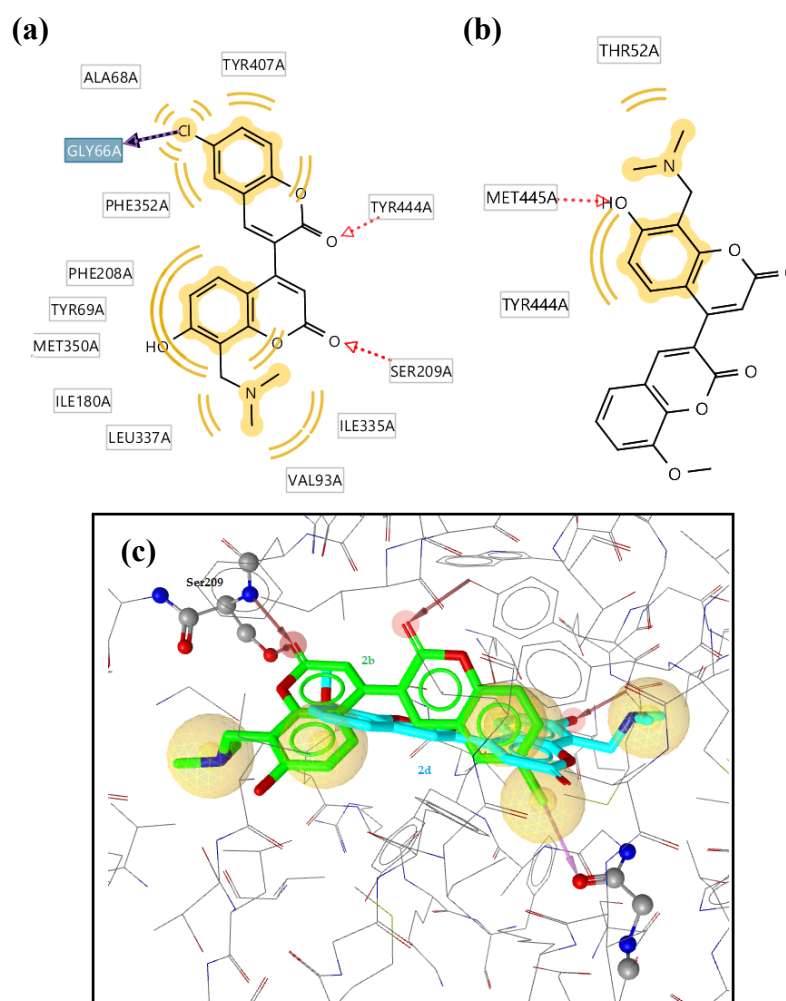 (a)
TYR407A
ALA68A
Cl
GLY66A
O
PHE352A
TYR444A
O
PHE208A
TYR69A
MET350A
HO
O
O
SER209A
N
ILE180A
LEU337A
ILE335A
VAL93A
(b)
THR52A
N
MET445A
HO
O
O
TYR444A
O
O
O
(c)
Ser209
2b
2d